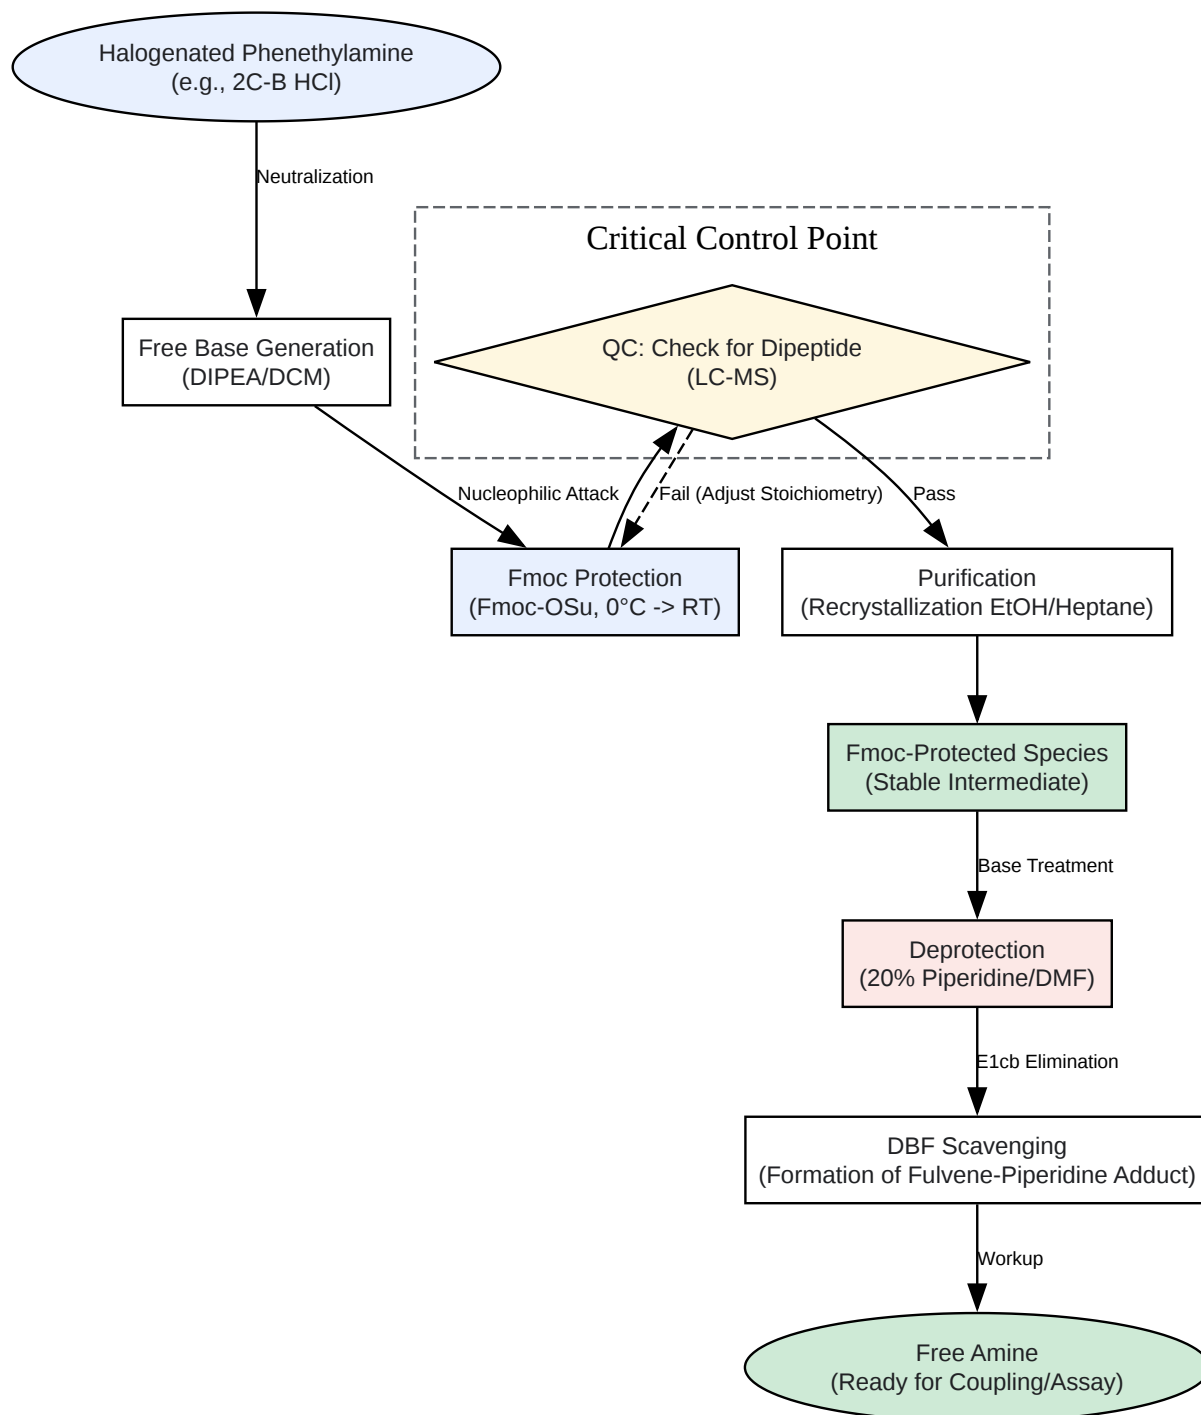 Halogenated Phenethylamine
(e.g., 2C-B HCl)
Neutralization
Free Base Generation
(DIPEA/DCM)
Critical Control Point
QC: Check for Dipeptide
(LC-MS)
Nucleophilic Attack
Fail (Adjust Stoichiometry)
Pass
Fmoc Protection
(Fmoc-OSu, 0°C -> RT)
Purification
(Recrystallization EtOH/Heptane)
Fmoc-Protected Species
(Stable Intermediate)
Base Treatment
Deprotection
(20% Piperidine/DMF)
E1cb Elimination
DBF Scavenging
(Formation of Fulvene-Piperidine Adduct)
Workup
Free Amine
(Ready for Coupling/Assay)